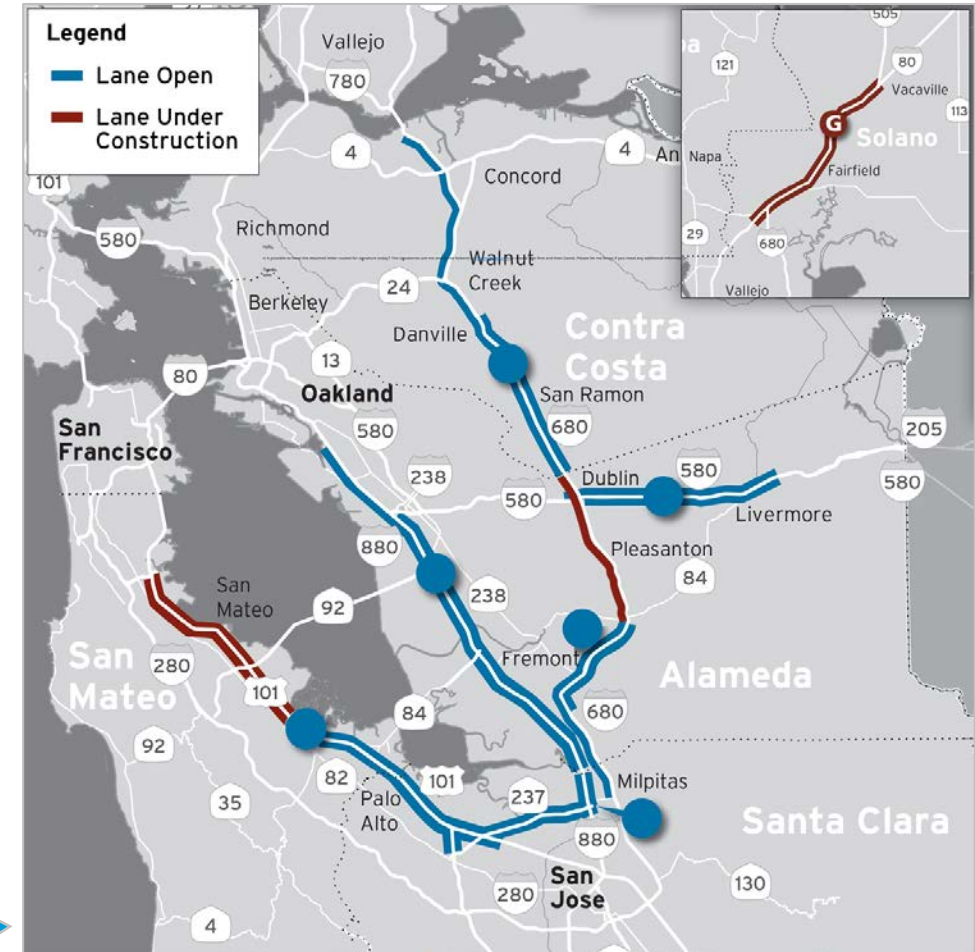 Legend
Lane Open
Lane Under
Construction
Vallejo
780
4
4
An
101
Concord
Richmond
580
Walnut
Creek
24
Berkeley
Danville
Contra
Costa
13
80
Oakland
San Ramon
680
580
205
San
Francisco
238
Dublin
580
580
580
Livermore
880
Pleasanton
84
San
Mateo
92
238
San
Mateo
280
Fremont
Alameda
101
680
84
92
82
101
Milpitas
35
Palo
Alto
237
Santa Clara
880
San
Jose
280
130
4
505
121
80
Vacaville
113
G
Solano
Napa
Fairfield
29
680
Vallejo
pa